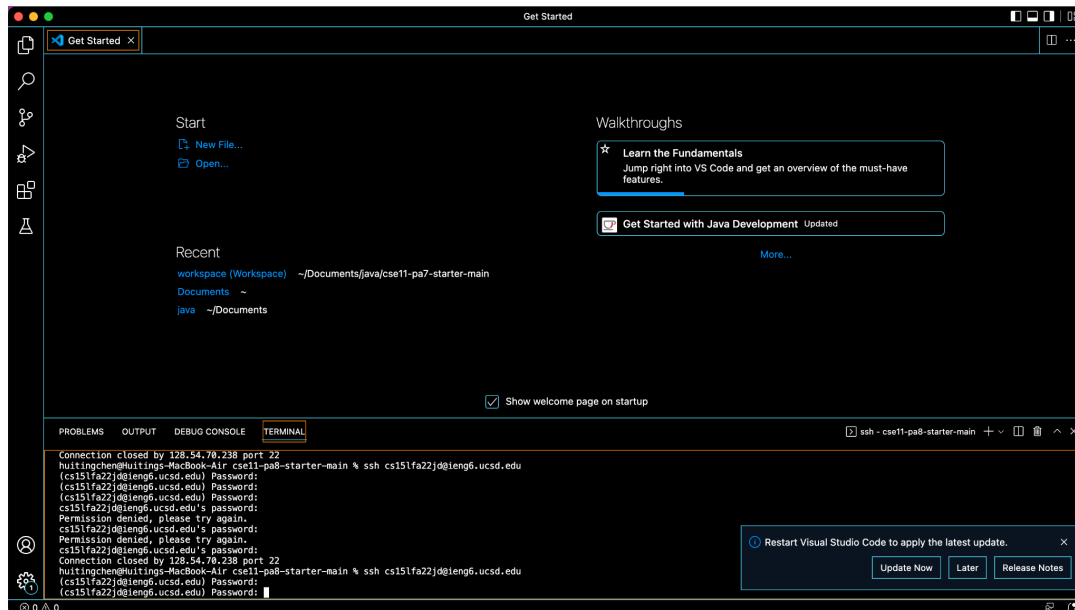 Get Started
Get Started
Start
New File...
Open...
Recent
workspace (Workspace) ~/Documents/java/cse11-pa7-starter-main
Documents ~
java ~/Documents
Walkthroughs
Learn the Fundamentals
Jump right into VS Code and get an overview of the must-have
features.
Get Started with Java Development Updated
More...
Show welcome page on startup
PROBLEMS OUTPUT DEBUG CONSOLE TERMINAL
ssh - cse11-pa8-starter-main
Connection closed by 128.54.70.238 port 22
huitingchen@Huitings-MacBook-Air cse11-pa8-starter-main % ssh cs15lfa22jd@ieng6.ucsd.edu
(cs15lfa22jd@ieng6.ucsd.edu) Password:
(cs15lfa22jd@ieng6.ucsd.edu) Password:
(cs15lfa22jd@ieng6.ucsd.edu) Password:
cs15lfa22jd@ieng6.ucsd.edu's password:
Permission denied, please try again.
cs15lfa22jd@ieng6.ucsd.edu's password:
Permission denied, please try again.
cs15lfa22jd@ieng6.ucsd.edu's password:
Connection closed by 128.54.70.238 port 22
huitingchen@Huitings-MacBook-Air cse11-pa8-starter-main % ssh cs15lfa22jd@ieng6.ucsd.edu
(cs15lfa22jd@ieng6.ucsd.edu) Password:
(cs15lfa22jd@ieng6.ucsd.edu) Password:
Restart Visual Studio Code to apply the latest update.
Update Now Later Release Notes
1
0 0